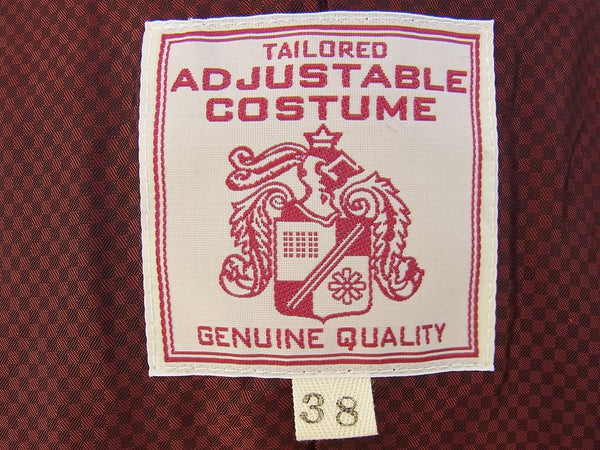 TAILORED
ADJUSTABLE
COSTUME
GENUINE QUALITY
38